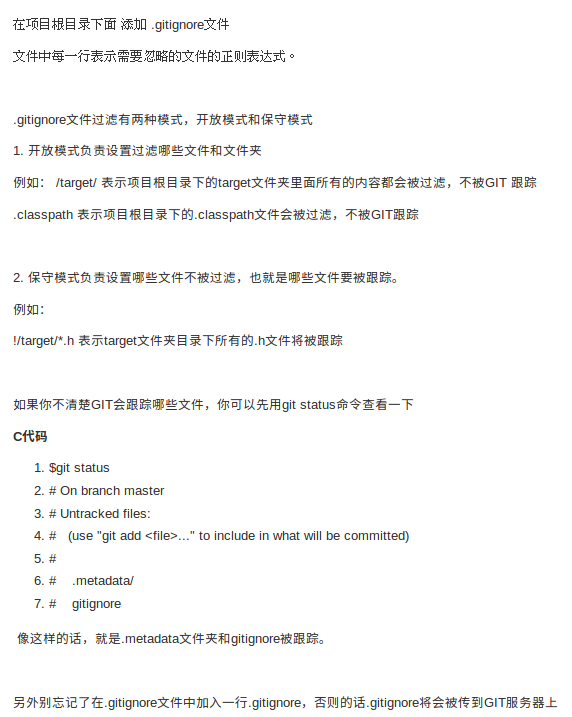 在项目根目录下面 添加 .gitignore文件
文件中每一行表示需要忽略的文件的正则表达式。
.gitignore文件过滤有两种模式，开放模式和保守模式
1. 开放模式负责设置过滤哪些文件和文件夹
例如： /target/ 表示项目根目录下的target文件夹里面所有的内容都会被过滤，不被GIT 跟踪
.classpath 表示项目根目录下的.classpath文件会被过滤，不被GIT跟踪
2. 保守模式负责设置哪些文件不被过滤，也就是哪些文件要被跟踪。
例如：
!/target/*.h 表示target文件夹目录下所有的.h文件将被跟踪
如果你不清楚GIT会跟踪哪些文件，你可以先用git status命令查看一下
C代码
1. $git status
2. # On branch master
3. # Untracked files:
4. #   (use "git add <file>..." to include in what will be committed)
5. #
6. #    .metadata/
7. #    gitignore
像这样的话，就是.metadata文件夹和gitignore被跟踪。
另外别忘记了在.gitignore文件中加入一行.gitignore，否则的话.gitignore将会被传到GIT服务器上